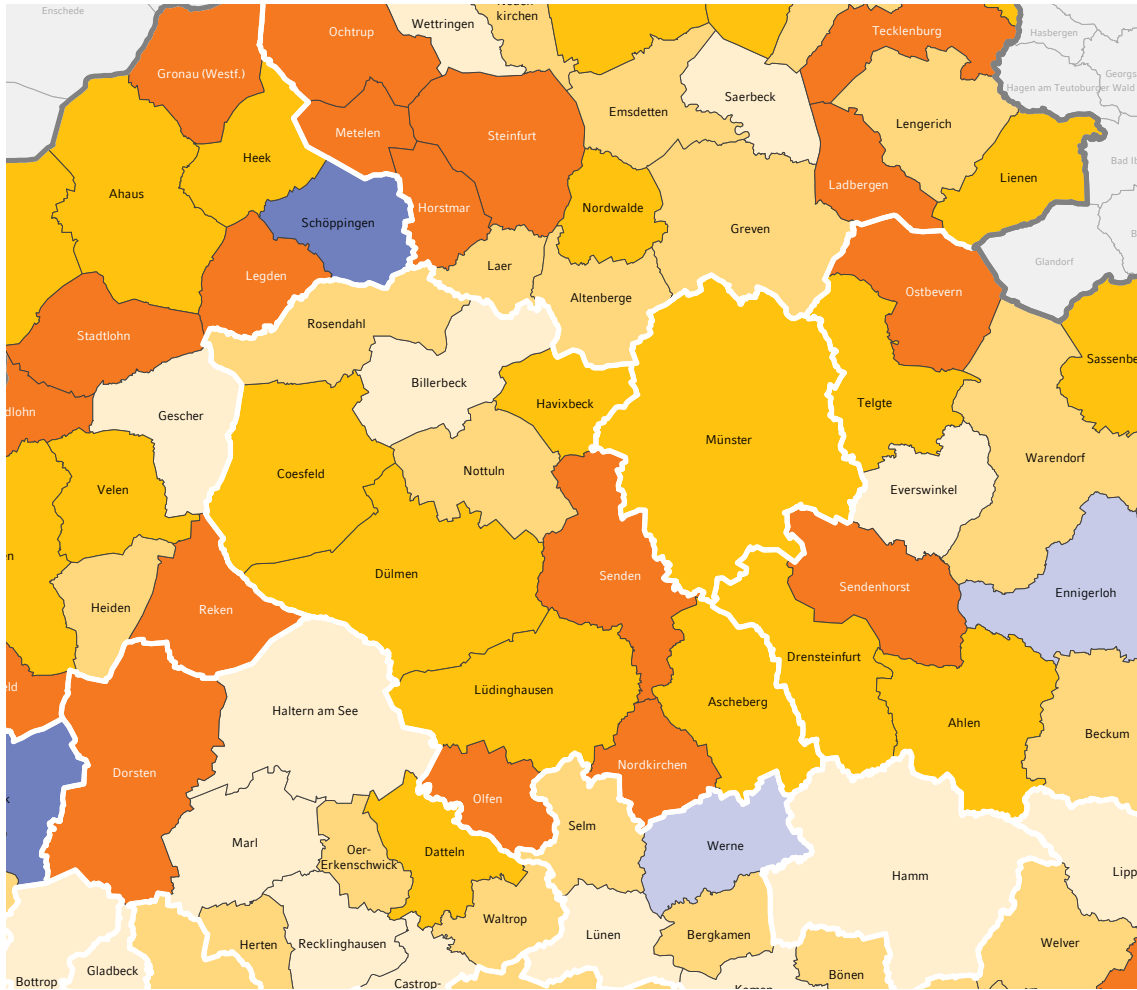 Enschede
Wettringen
kirchen
Ochtrup
Tecklenburg
Hasbergen
Gronau (Westf.)
Georgs
Hagen am Teutoburger Wald
Saerbeck
Emsdetten
Lengerich
Metelen
Steinfurt
Heek
Bad Ib
Lienen
Ladbergen
Ahaus
Horstmar
Nordwalde
Schöppingen
Greven
B
Glandorf
Laer
Legden
Ostbevern
Altenberge
Rosendahl
Stadtlohn
Sassenbe
Billerbeck
Telgte
Havixbeck
dlohn
Gescher
Münster
Warendorf
Nottuln
Coesfeld
Velen
Everswinkel
en
Dülmen
Senden
Sendenhorst
Ennigerloh
Heiden
Reken
Drensteinfurt
eld
Lüdinghausen
Ascheberg
Haltern am See
Ahlen
Beckum
Nordkirchen
Dorsten
Olfen
k
Selm
Marl
Oer-
Erkenschwick
Datteln
Werne
Hamm
Lipp
Waltrop
Lünen
Bergkamen
Herten
Recklinghausen
Welver
Gladbeck
Bönen
Bottrop
Castrop-